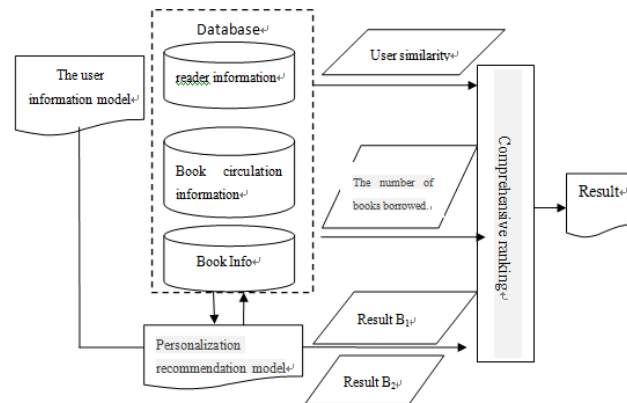 Database↵
The user
information model↵
reader information↵
User similarity↵
Book circulation
information↵
The number of
books borrowed.↵
Book Info↵
Comprehensive ranking↵
Result↵
Personalization
recommendation model↵
Result B₁↵
Result B₂↵